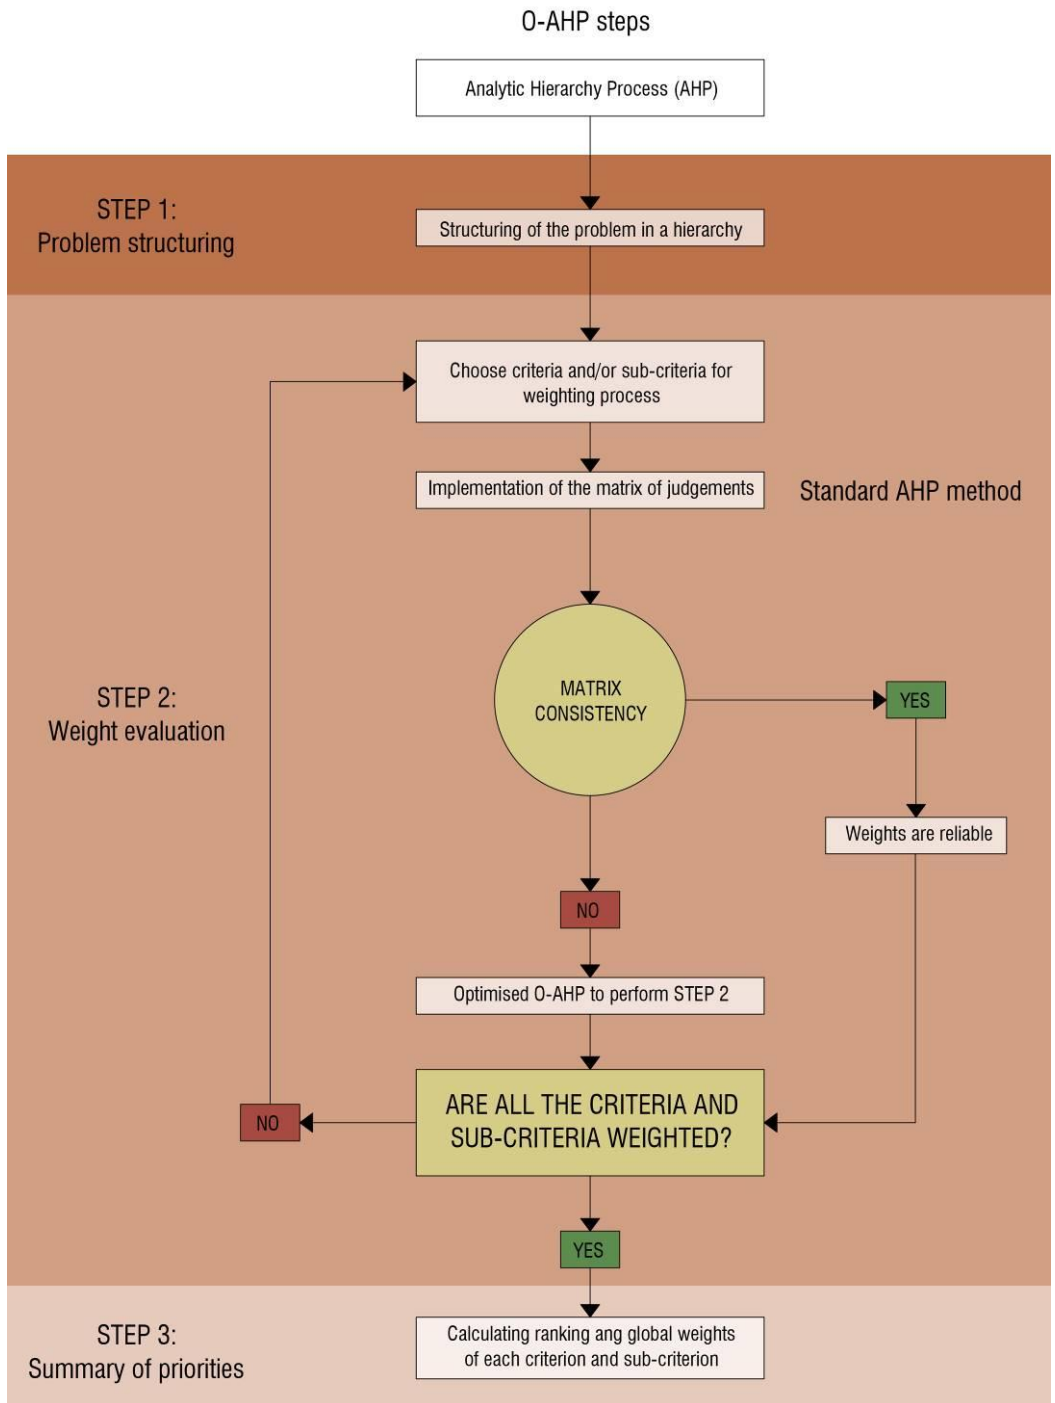 O-AHP steps
Analytic Hierarchy Process (AHP)
STEP 1:
Problem structuring
Structuring of the problem in a hierarchy
Choose criteria and/or sub-criteria for
weighting process
Implementation of the matrix of judgements
Standard AHP method
MATRIX
CONSISTENCY
YES
STEP 2:
Weight evaluation
Weights are reliable
NO
Optimised O-AHP to perform STEP 2
ARE ALL THE CRITERIA AND
SUB-CRITERIA WEIGHTED?
NO
YES
STEP 3:
Summary of priorities
Calculating ranking ang global weights
of each criterion and sub-criterion